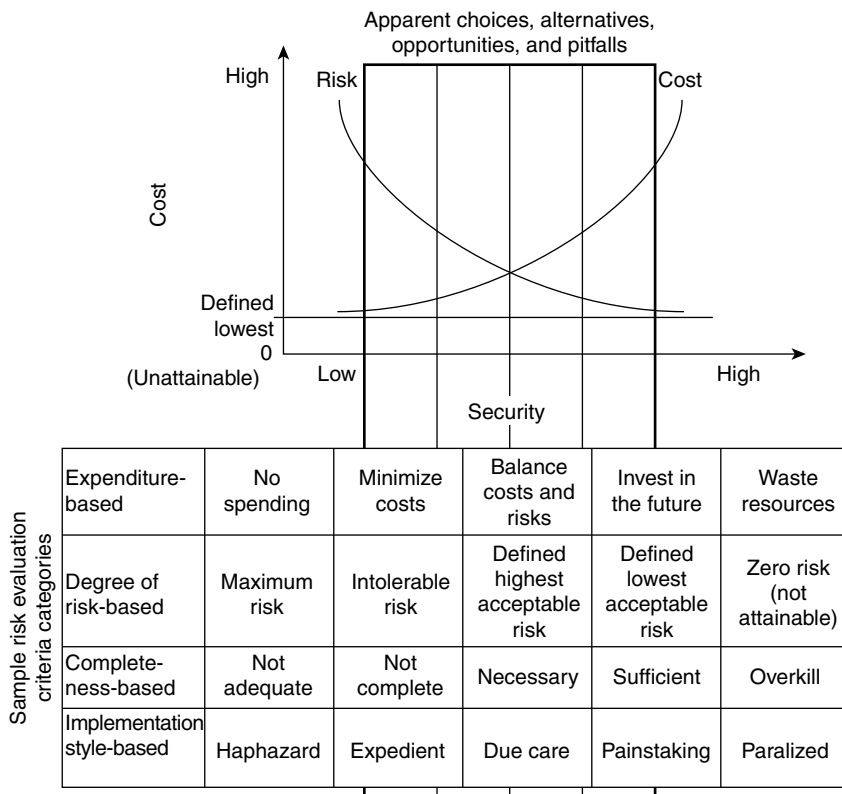 Apparent choices, alternatives,
opportunities, and pitfalls
High
Risk
Cost
Cost
Defined
lowest
0
(Unattainable)
Low
High
Security
Sample risk evaluation
criteria categories
Expenditure-
based
No
spending
Minimize
costs
Balance
costs and
risks
Invest in
the future
Waste
resources
Degree of
risk-based
Maximum
risk
Intolerable
risk
Defined
highest
acceptable
risk
Defined
lowest
acceptable
risk
Zero risk
(not
attainable)
Complete-
ness-based
Not
adequate
Not
complete
Necessary
Sufficient
Overkill
Implementation
style-based
Haphazard
Expedient
Due care
Painstaking
Paralized